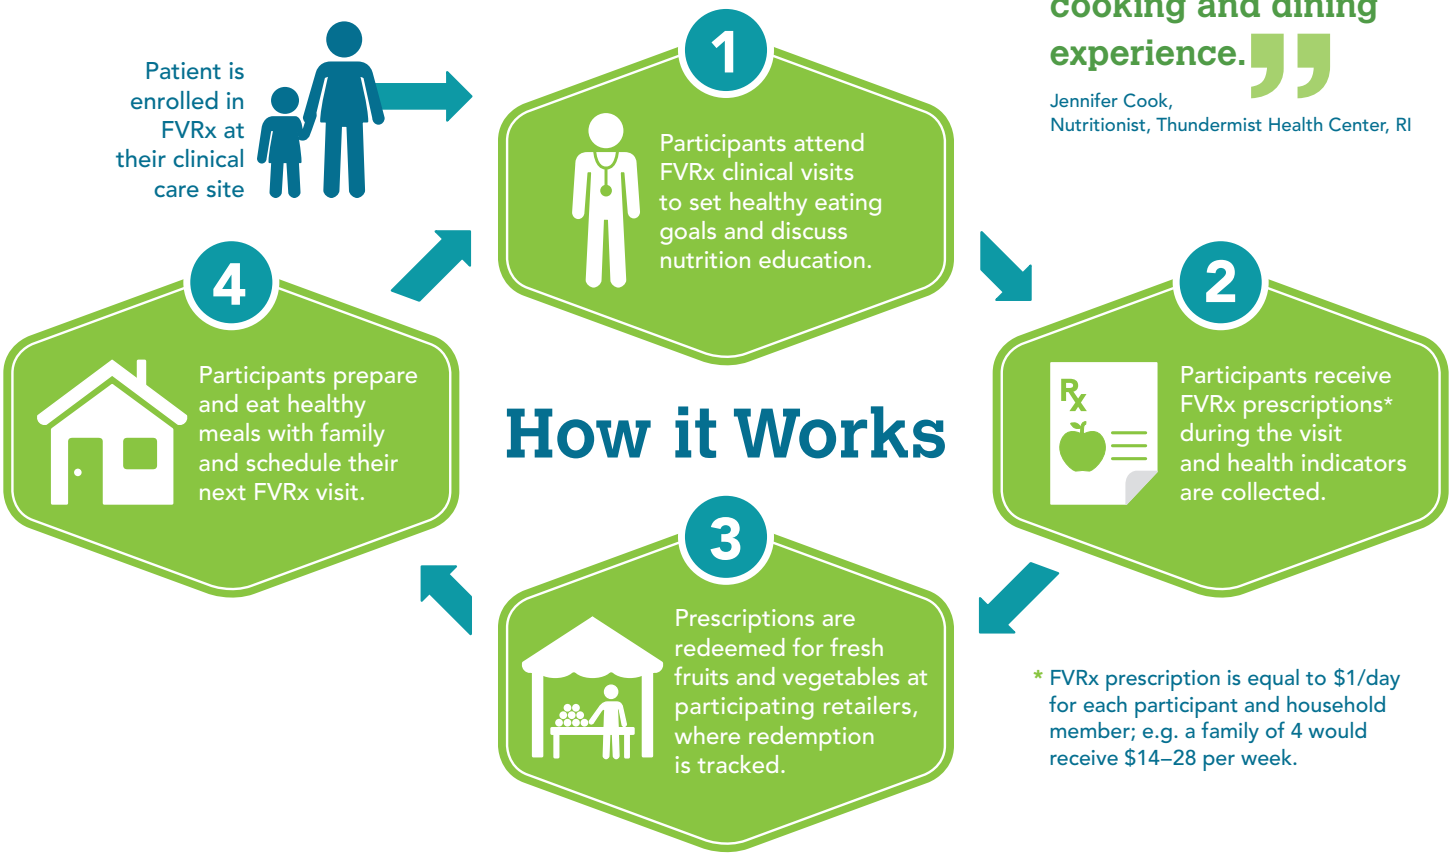 cooking and dining
experience.”
Jennifer Cook,
Nutritionist, Thundermist Health Center, RI
Patient is
enrolled in
FVRx at
their clinical
care site
1
Participants attend
FVRx clinical visits
to set healthy eating
goals and discuss
nutrition education.
2
Rx
Participants receive
FVRx prescriptions*
during the visit
and health indicators
are collected.
How it Works
3
Prescriptions are
redeemed for fresh
fruits and vegetables at
participating retailers,
where redemption
is tracked.
4
Participants prepare
and eat healthy
meals with family
and schedule their
next FVRx visit.
* FVRx prescription is equal to $1/day
for each participant and household
member; e.g. a family of 4 would
receive $14–28 per week.